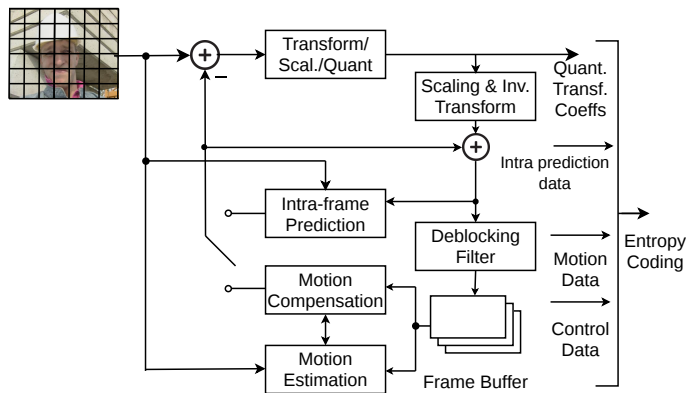 Transform/
Scal./Quant
Quant.
Transf.
Coeffs
Scaling & Inv.
Transform
Intra prediction
data
Intra-frame
Prediction
Deblocking
Filter
Entropy
Coding
Motion
Data
Motion
Compensation
Control
Data
Motion
Estimation
Frame Buffer